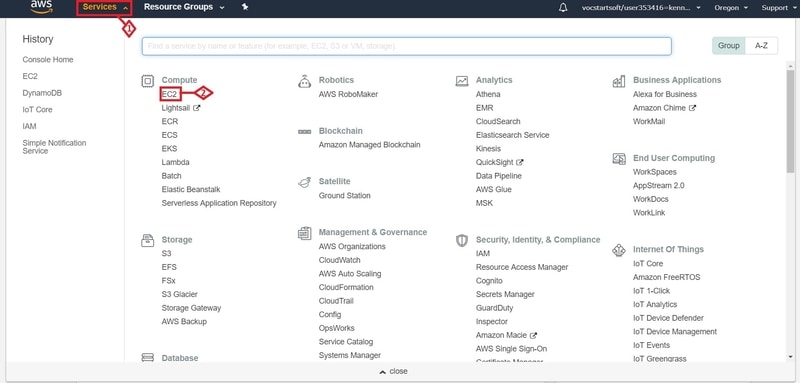 aws
Services
Resource Groups
vocstartsoft/user353416=kenn...
Oregon
Support
1
History
Console Home
EC2
DynamoDB
IoT Core
IAM
Simple Notification
Service
Find a service by name or feature (for example, EC2, S3 or VM, storage).
Group
A-Z
Compute
EC2
2
Lightsail
ECR
ECS
EKS
Lambda
Batch
Elastic Beanstalk
Serverless Application Repository
Storage
S3
EFS
FSx
S3 Glacier
Storage Gateway
AWS Backup
Database
Robotics
AWS RoboMaker
Blockchain
Amazon Managed Blockchain
Satellite
Ground Station
Management & Governance
AWS Organizations
CloudWatch
AWS Auto Scaling
CloudFormation
CloudTrail
Config
OpsWorks
Service Catalog
Systems Manager
Analytics
Athena
EMR
CloudSearch
Elasticsearch Service
Kinesis
QuickSight
Data Pipeline
AWS Glue
MSK
Security, Identity, & Compliance
IAM
Resource Access Manager
Cognito
Secrets Manager
GuardDuty
Inspector
Amazon Macie
AWS Single Sign-On
Certificate Manager
Business Applications
Alexa for Business
Amazon Chime
WorkMail
End User Computing
WorkSpaces
AppStream 2.0
WorkDocs
WorkLink
Internet Of Things
IoT Core
Amazon FreeRTOS
IoT 1-Click
IoT Analytics
IoT Device Defender
IoT Device Management
IoT Events
IoT Greengrass
close